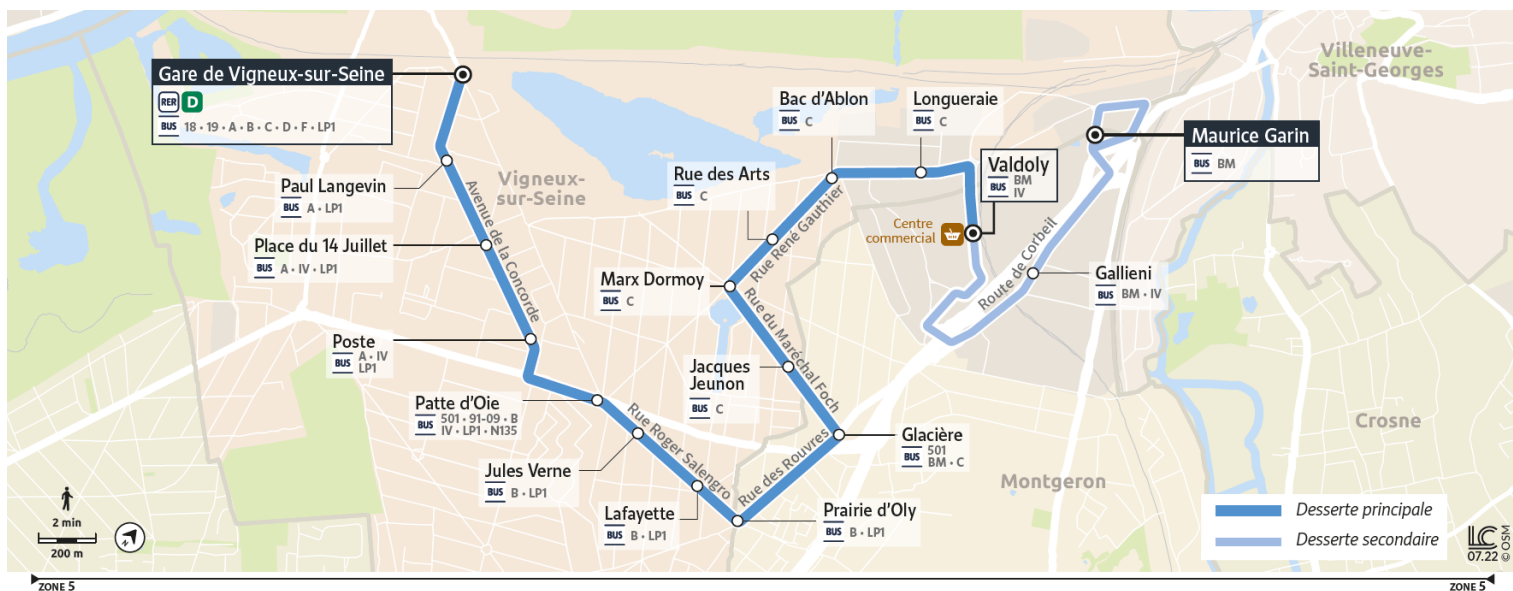 Villeneuve-
Saint-Georges
Gare de Vigneux-sur-Seine
RER D
BUS 18 • 19 • A • B • C • D • F • LP1
Bac d'Ablon
BUS C
Longueraie
BUS C
Maurice Garin
BUS BM
Valdoly
BUS BM
IV
Rue des Arts
BUS C
Vigneux-
sur-Seine
Paul Langevin
BUS A • LP1
Avenue de la Concorde
Rue René Gauthier
Centre
commercial
Place du 14 Juillet
BUS A • IV • LP1
Route de Corbeil
Gallieni
BUS BM • IV
Marx Dormoy
BUS C
Rue du Maréchal Foch
Poste
BUS A • IV
LP1
Jacques
Jeunon
BUS C
Patte d'Oie
BUS 501 • 91-09 • B
IV • LP1 • N135
Rue Roger Salengro
Rue des Rouvres
Glacière
BUS 501
BM • C
Crosne
Jules Verne
BUS B • LP1
Montgeron
Lafayette
BUS B • LP1
Prairie d'Oly
BUS B • LP1
Desserte principale
Desserte secondaire
2 min
200 m
N
LC
07.22
© OSM
ZONE 5
ZONE 5